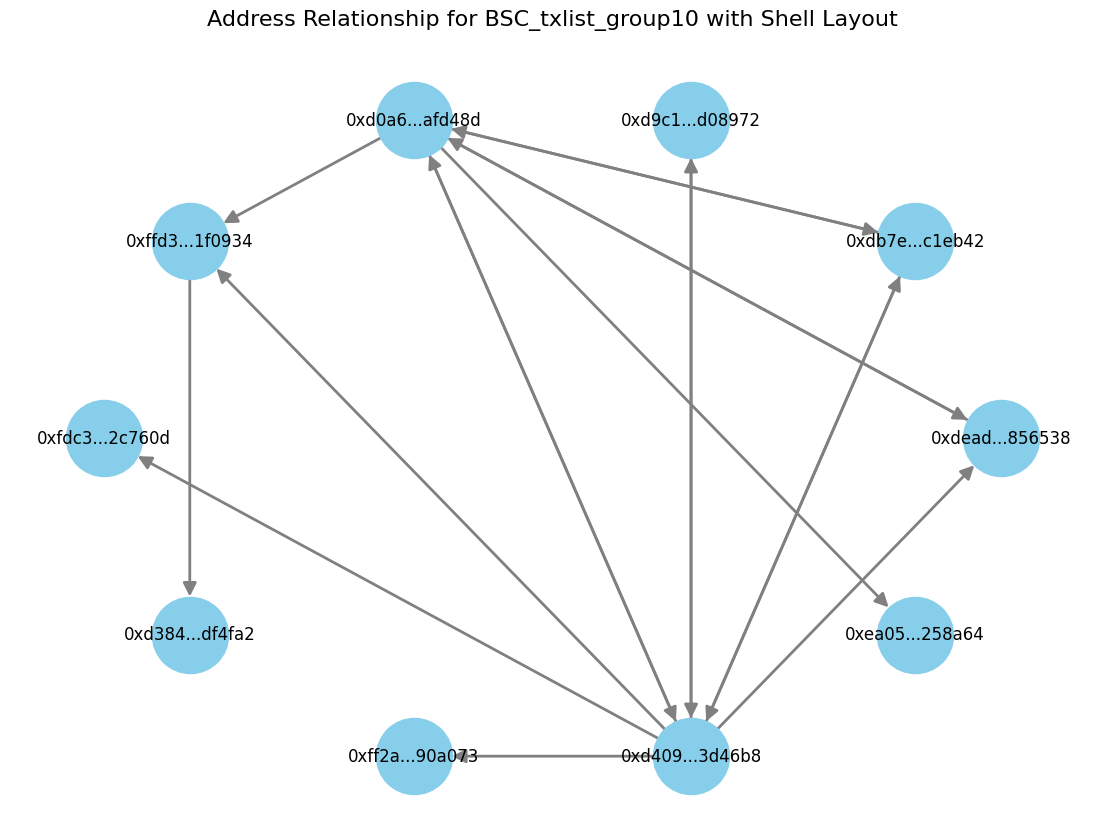 Address Relationship for BSC_txlist_group10 with Shell Layout
0xd0a6...afd48d
0xd9c1...d08972
0xffd3...1f0934
0xdb7e...c1eb42
0xfdc3...2c760d
0xdead...856538
0xd384...df4fa2
0xea05...258a64
0xff2a...90a073
0xd409...3d46b8